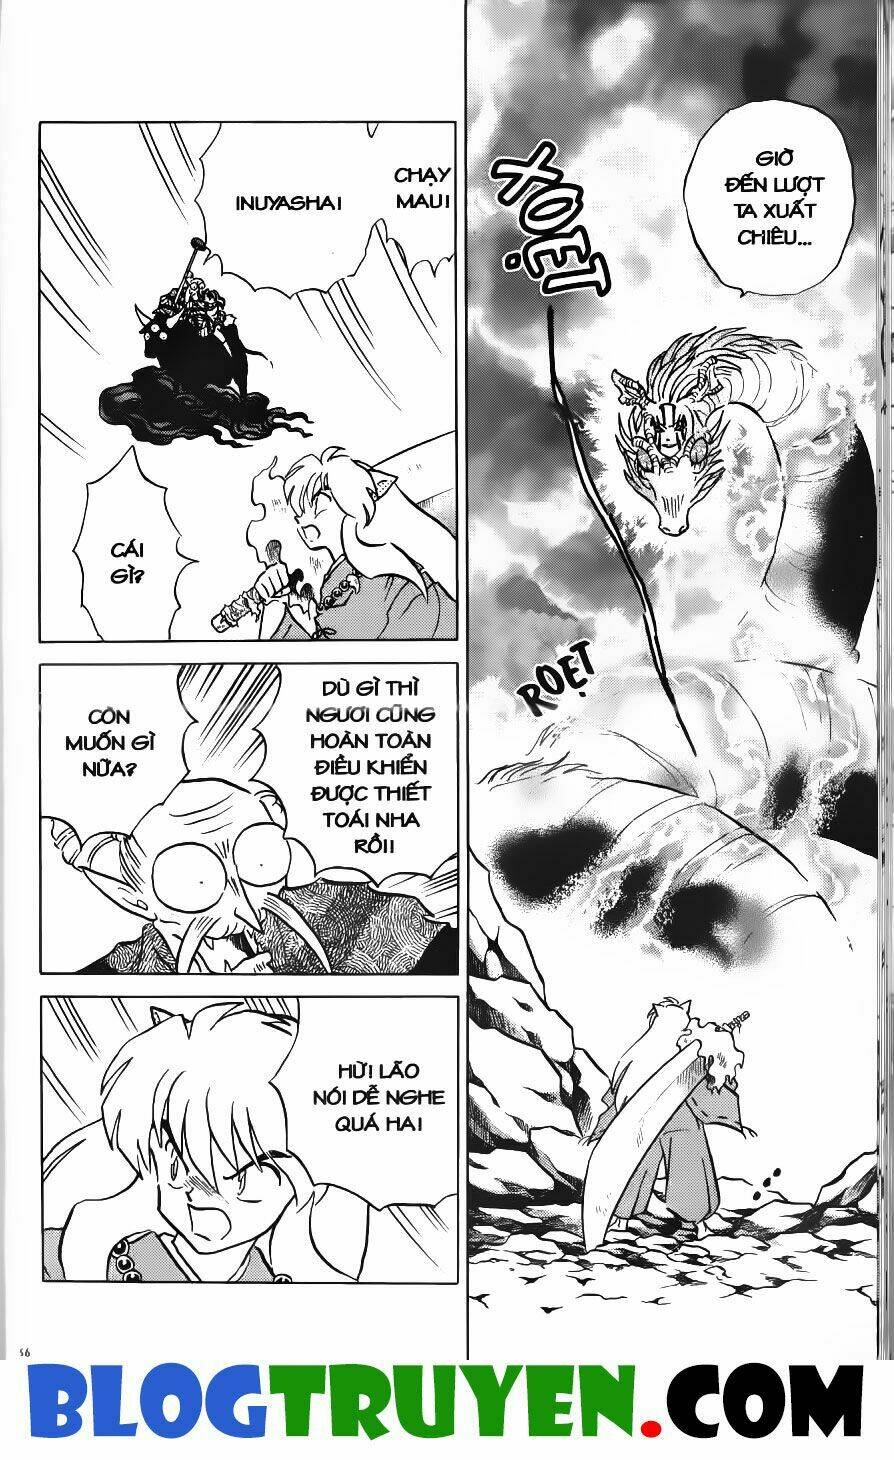 GIỜ
ĐẾN LƯỢT
TA XUẤT
CHIÊU...
XOẸT
ROẸT
CHẠY
MAU!
INUYASHA!
CÁI
GÌ?
DÙ GÌ THÌ
NGƯƠI CŨNG
HOÀN TOÀN
ĐIỀU KHIỂN
ĐƯỢC THIẾT
TOÁI NHA
RỒI!
CÒN
MUỐN GÌ
NỮA?
HỪ! LÃO
NÓI DỄ NGHE
QUÁ HA!
56
BLOGTRUYEN.COM